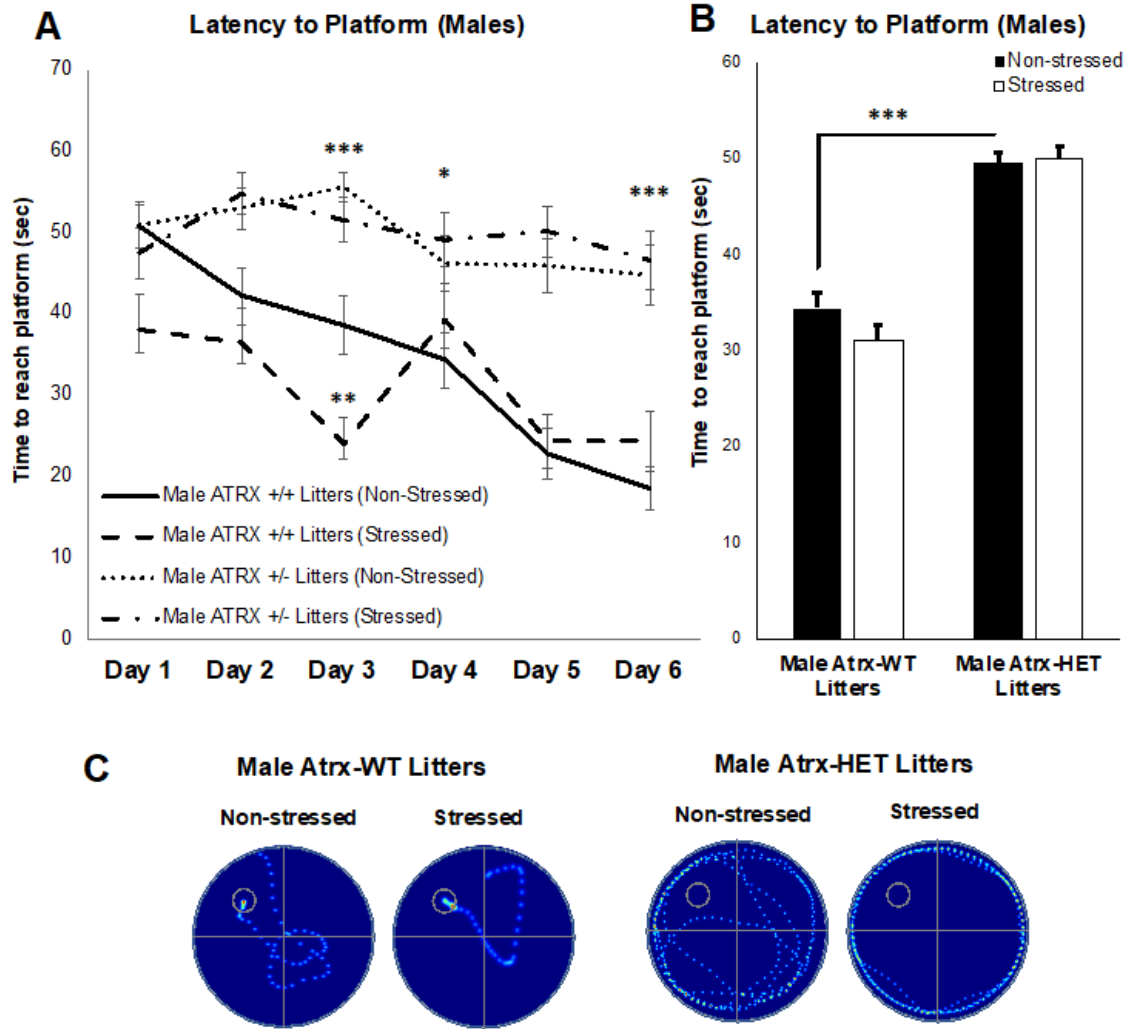 A
Latency to Platform (Males)
Time to reach platform (sec)
70
60
50
40
30
20
10
0
***
*
***
**
Male ATRX +/+ Litters (Non-Stressed)
Male ATRX +/+ Litters (Stressed)
Male ATRX +/- Litters (Non-Stressed)
Male ATRX +/- Litters (Stressed)
Day 1 Day 2 Day 3 Day 4 Day 5 Day 6
B
Latency to Platform (Males)
Non-stressed
Stressed
Time to reach platform (sec)
60
50
40
30
20
10
0
***
Male Atrx-WT
Litters
Male Atrx-HET
Litters
C
Male Atrx-WT Litters
Non-stressed
Stressed
Male Atrx-HET Litters
Non-stressed
Stressed